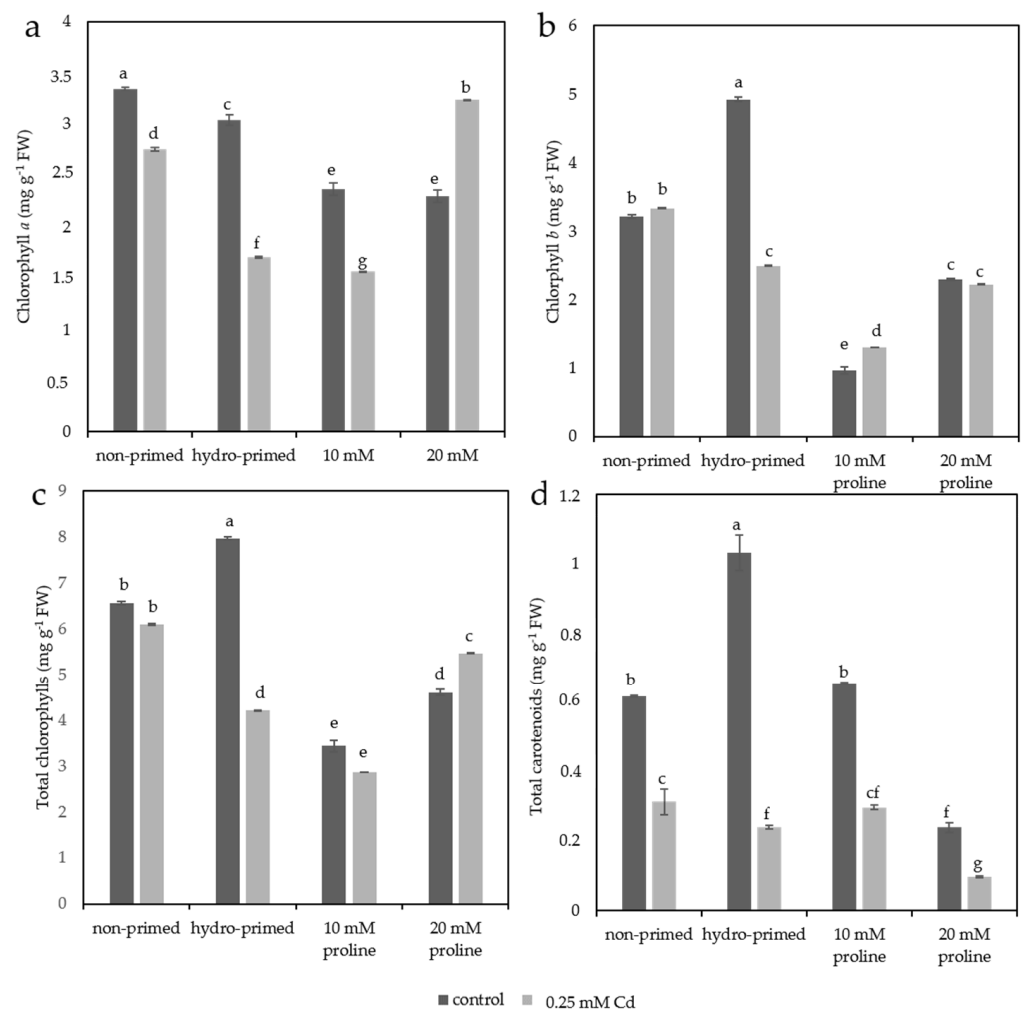 a
Chlorophyll a (mg g-1 FW)
4
3.5
3
2.5
2
1.5
1
0.5
0
a
d
c
f
e
g
e
b
non-primed hydro-primed 10 mM 20 mM
b
Chlorphyll b (mg g-1 FW)
6
5
4
3
2
1
0
b
b
a
c
e
d
c
c
non-primed hydro-primed 10 mM 20 mM
proline proline
c
Total chlorophylls (mg g-1 FW)
9
8
7
6
5
4
3
2
1
0
b
b
a
d
e
e
d
c
non-primed hydro-primed 10 mM 20 mM
proline proline
d
Total carotenoids (mg g-1 FW)
1.2
1
0.8
0.6
0.4
0.2
0
b
c
a
f
b
cf
f
g
non-primed hydro-primed 10 mM 20 mM
proline proline
control 0.25 mM Cd